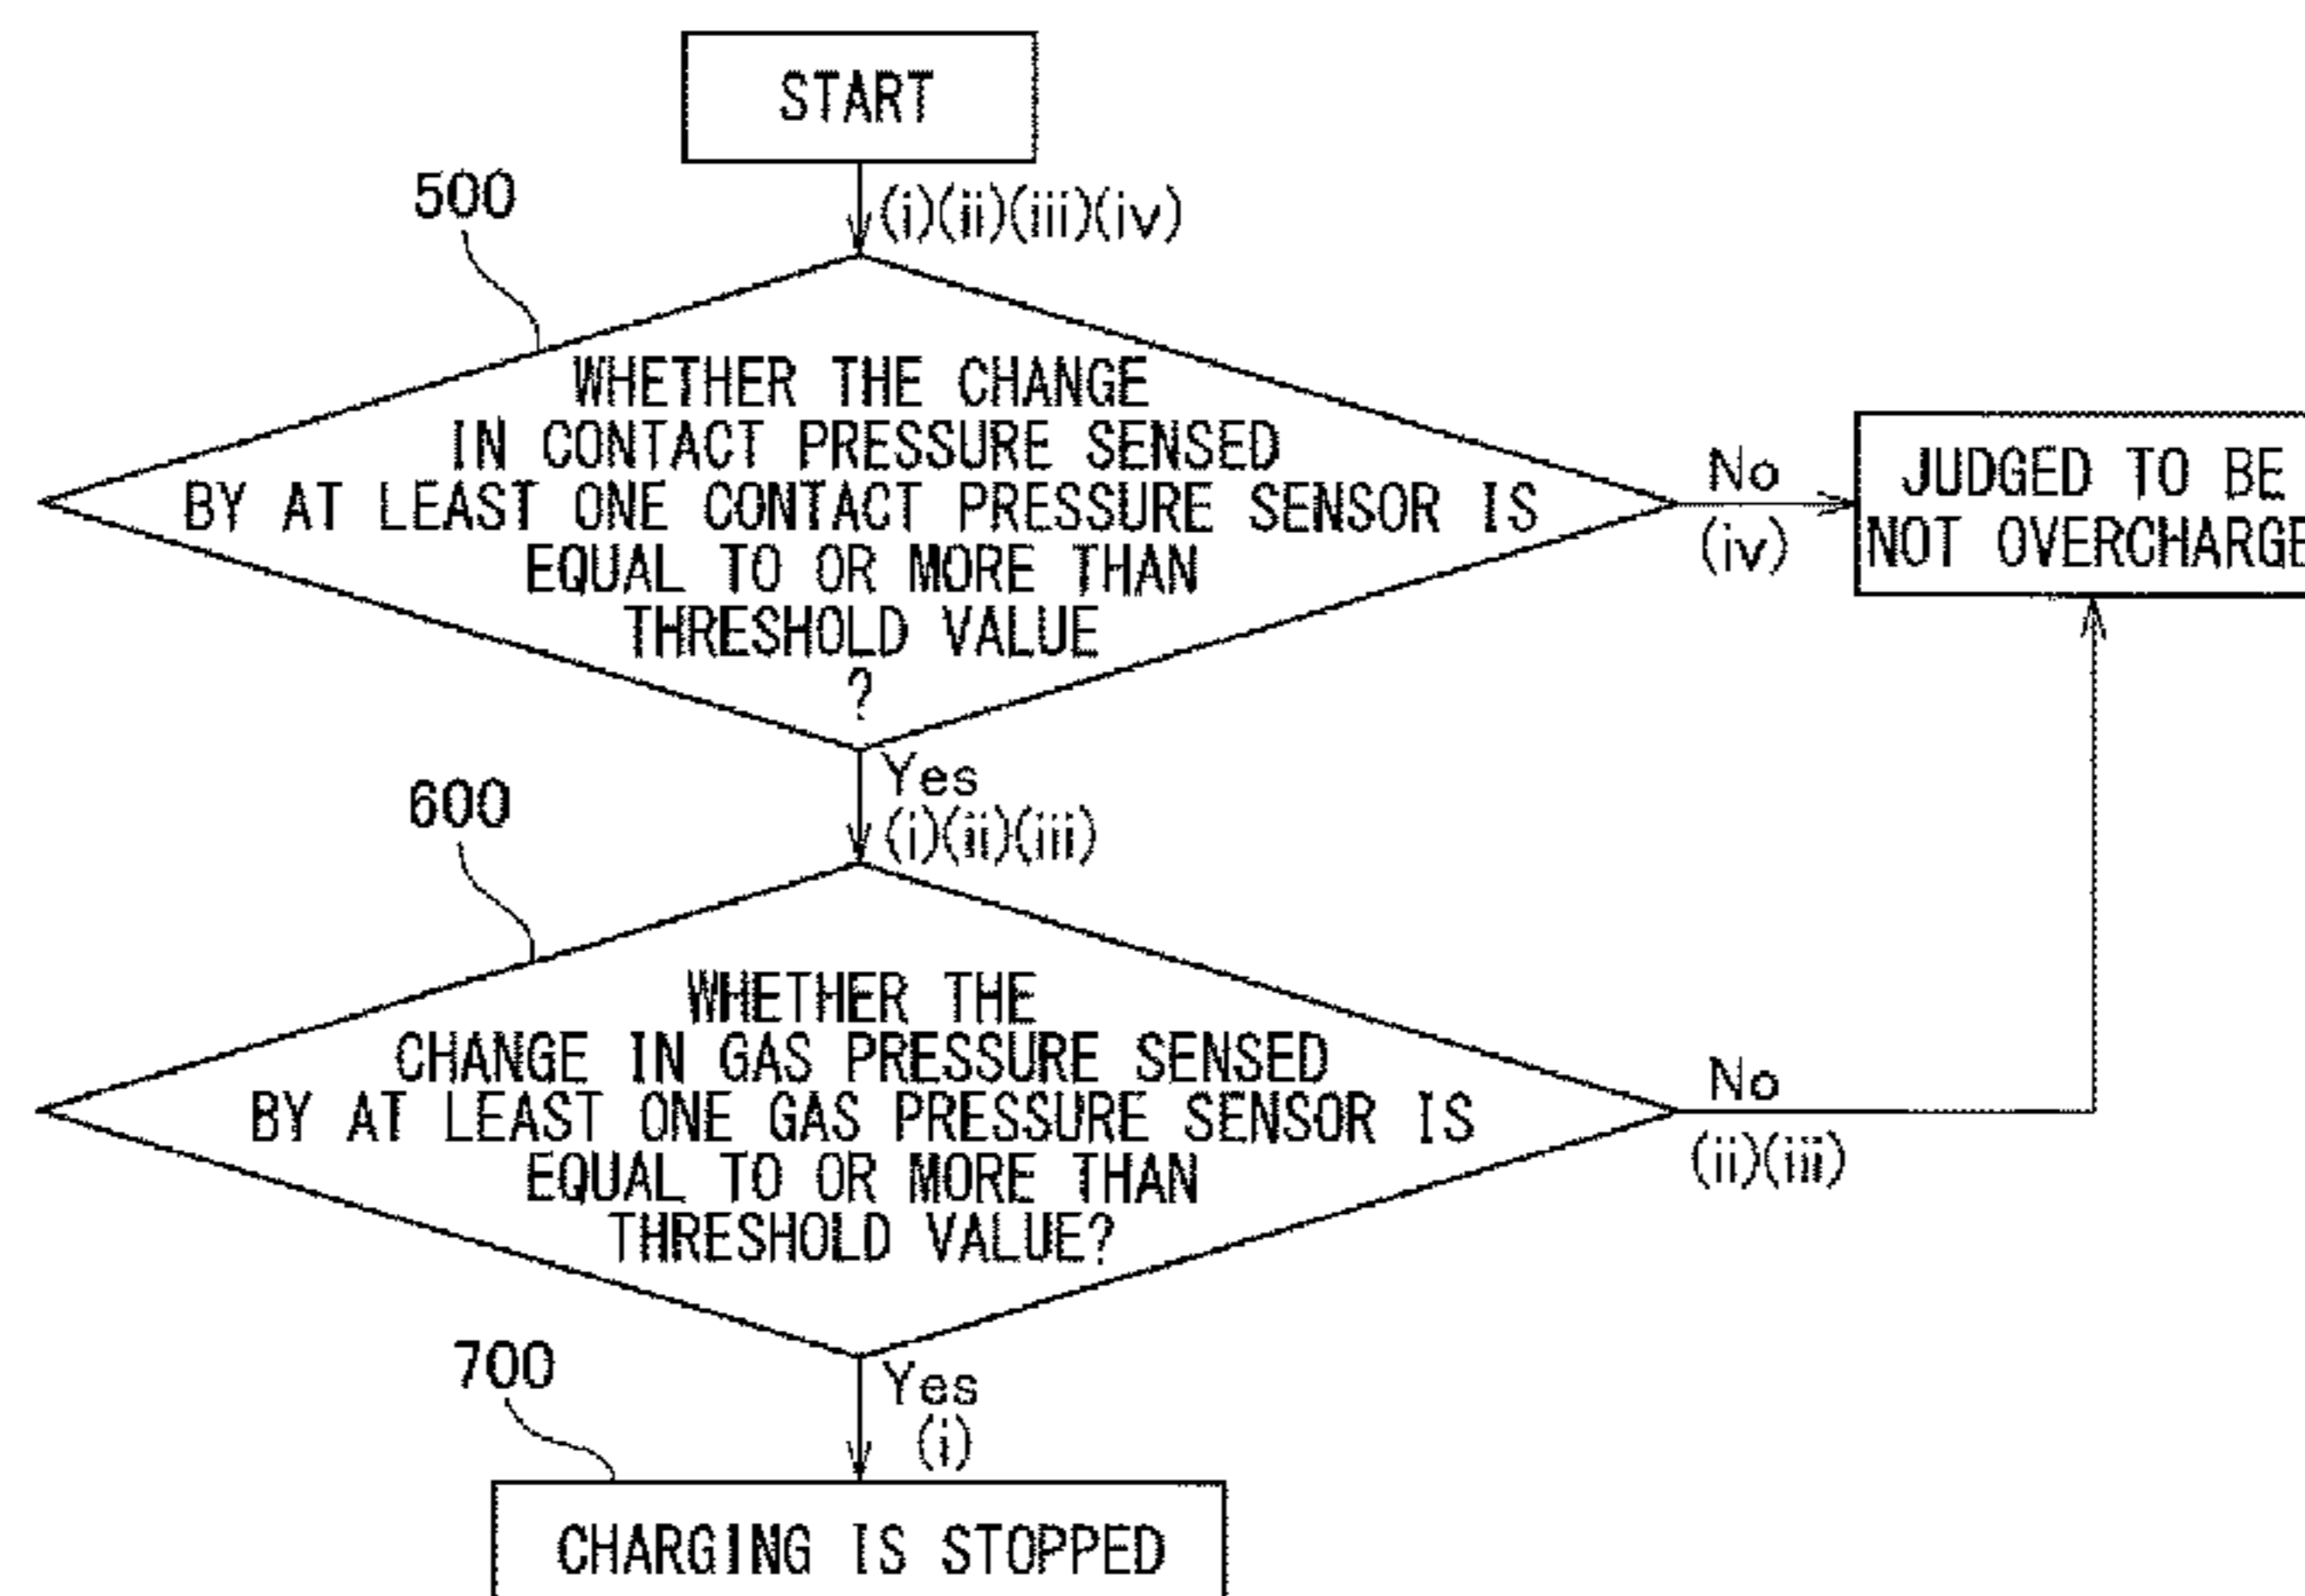 START
(i)(ii)(iii)(iv)
500
WHETHER THE CHANGE
IN CONTACT PRESSURE SENSED
BY AT LEAST ONE CONTACT PRESSURE SENSOR IS
EQUAL TO OR MORE THAN
THRESHOLD VALUE
?
No
(iv)
JUDGED TO BE
NOT OVERCHARGE
Yes
(i)(ii)(iii)
600
WHETHER THE
CHANGE IN GAS PRESSURE SENSED
BY AT LEAST ONE GAS PRESSURE SENSOR IS
EQUAL TO OR MORE THAN
THRESHOLD VALUE?
No
(ii)(iii)
Yes
(i)
700
CHARGING IS STOPPED